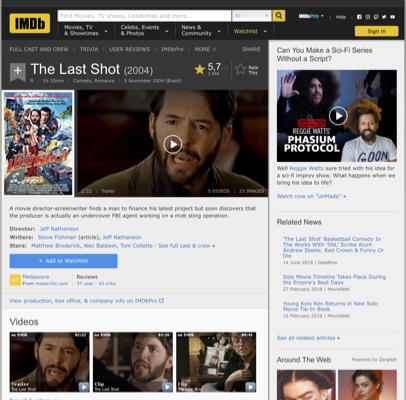 IMDb
Find Movies, TV shows, Celebrities and more...
All
IMDbPro
Help
Movies, TV & Showtimes
Celebs, Events & Photos
News & Community
Watchlist
Sign in
FULL CAST AND CREW | TRIVIA | USER REVIEWS | IMDbPro | MORE
SHARE
The Last Shot (2004)
5,7
Rate This
R | 1h 33min | Comedy, Romance | 5 November 2004 (Brazil)
2:22 | Trailer
5 VIDEOS | 23 IMAGES
A movie director-screenwriter finds a man to finance his latest project but soon discovers that
the producer is actually an undercover FBI agent working on a mob sting operation.
Director: Jeff Nathanson
Writers: Steve Fishman (article), Jeff Nathanson
Stars: Matthew Broderick, Alec Baldwin, Toni Collette | See full cast & crew »
+ Add to Watchlist
Metascore
From metacritic.com
Reviews
37 user | 43 critic
View production, box office, & company info on IMDbPro
Videos
on IMDb
02:22
Trailer
The Last Shot
on IMDb
Clip
The Last Shot
on IMDb
Clip
The Last Shot
Can You Make a Sci-Fi Series
Without a Script?
REGGIE WATTS'
PHASIUM
PROTOCOL
Well Reggie Watts sure tried with his idea for
a sci-fi improv show. What happens when we
bring his idea to life?
Watch now on "UnMade" »
Related News
'The Last Shot' Basketball Comedy In
The Works With 'SNL' Scribe Alum
Andrew Steele, Red Crown & Funny Or
Die
14 June 2018 | Deadline
Solo Movie Timeline Takes Place During
the Empire's Best Days
27 February 2018 | MovieWeb
Young Kylo Ren Returns in New Solo
Movie Tie-In Book
16 February 2018 | MovieWeb
See all related articles »
Around The Web
Powered by ZergNet